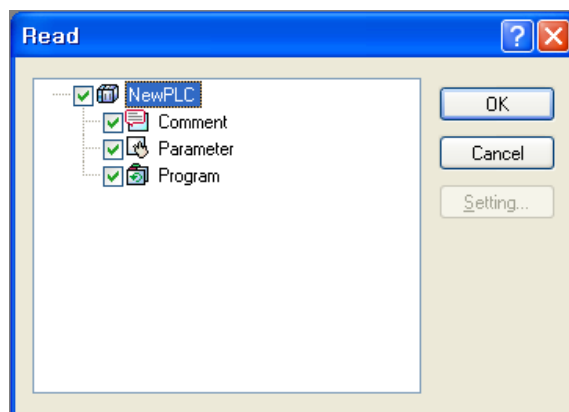 Read
NewPLC
Comment
Parameter
Program
OK
Cancel
Setting...